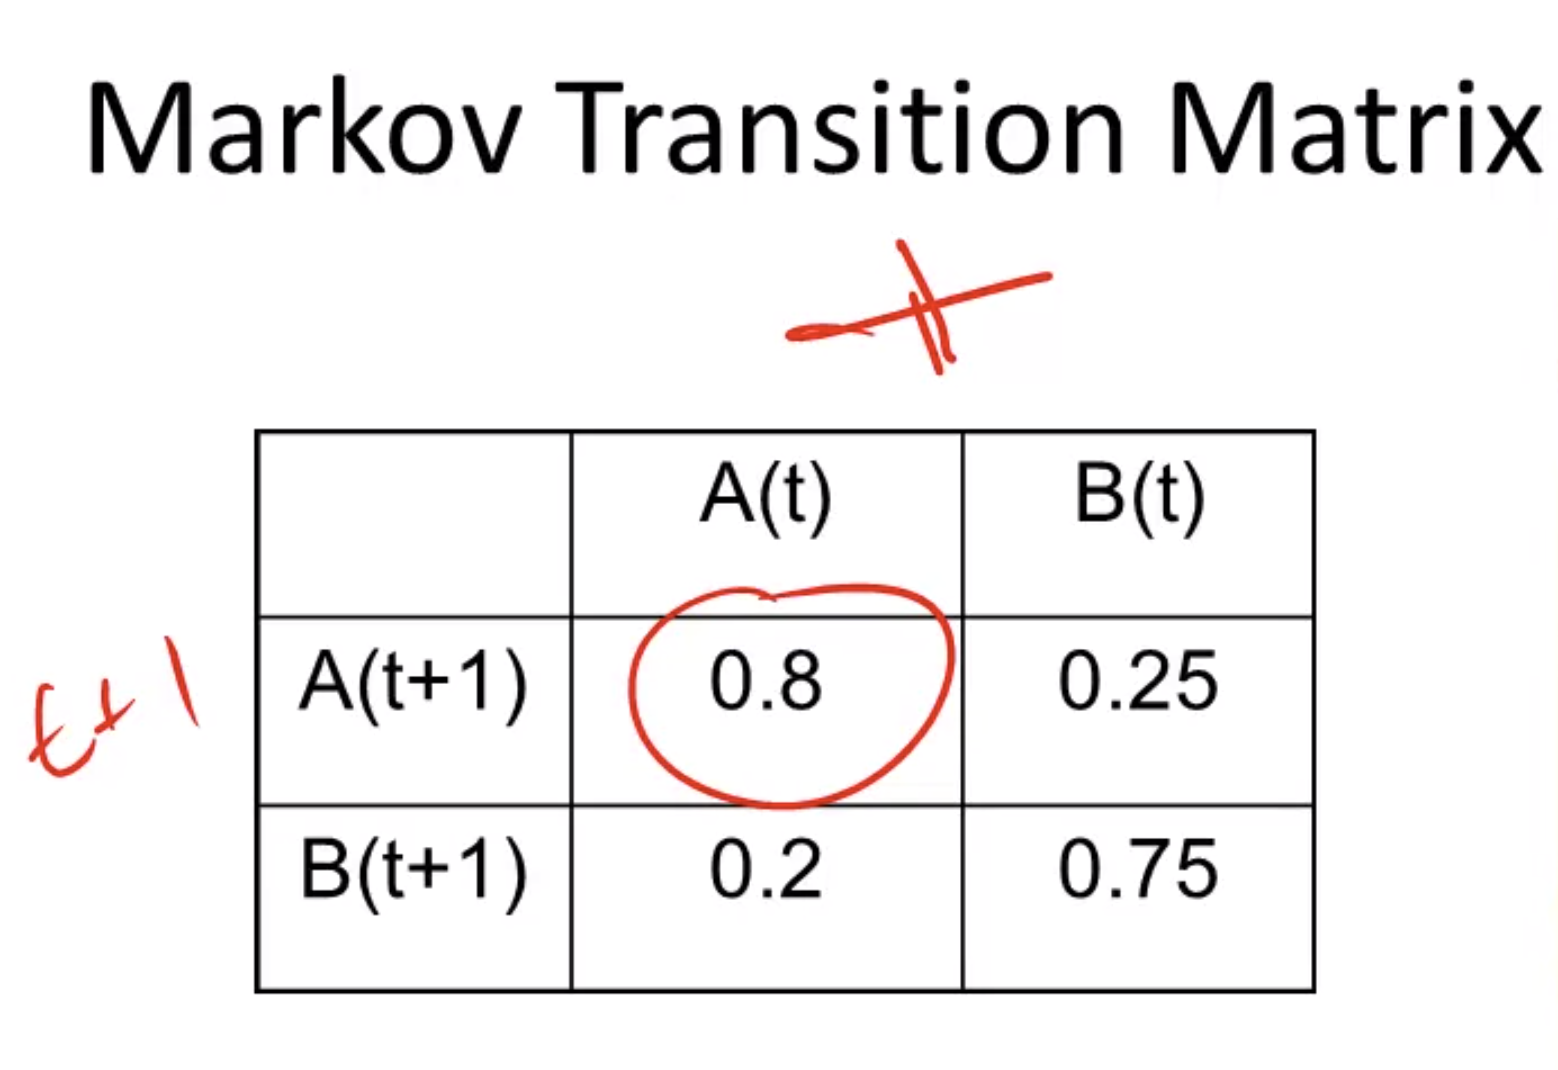 Markov Transition Matrix
t
A(t) B(t)
t+1
A(t+1) 0.8 0.25
B(t+1) 0.2 0.75